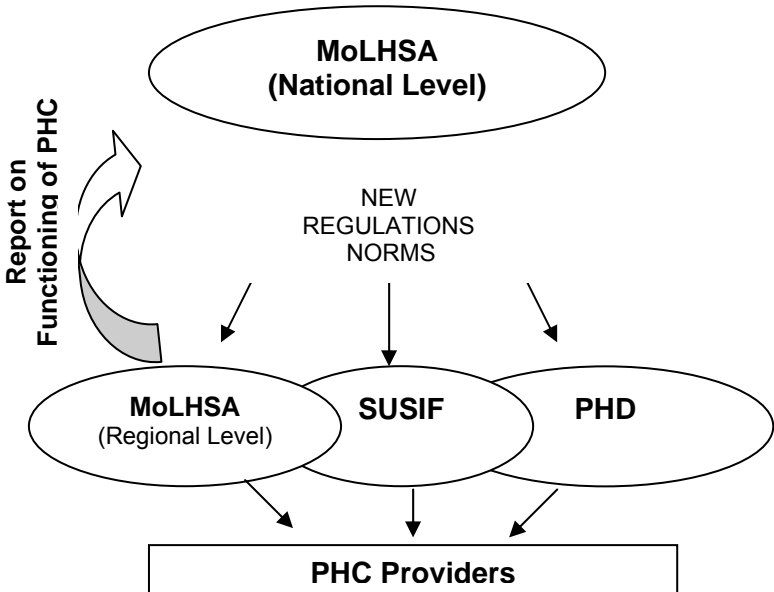 MoLHSA
(National Level)
Report on
Functioning of PHC
NEW
REGULATIONS
NORMS
MoLHSA
(Regional Level)
SUSIF
PHD
PHC Providers